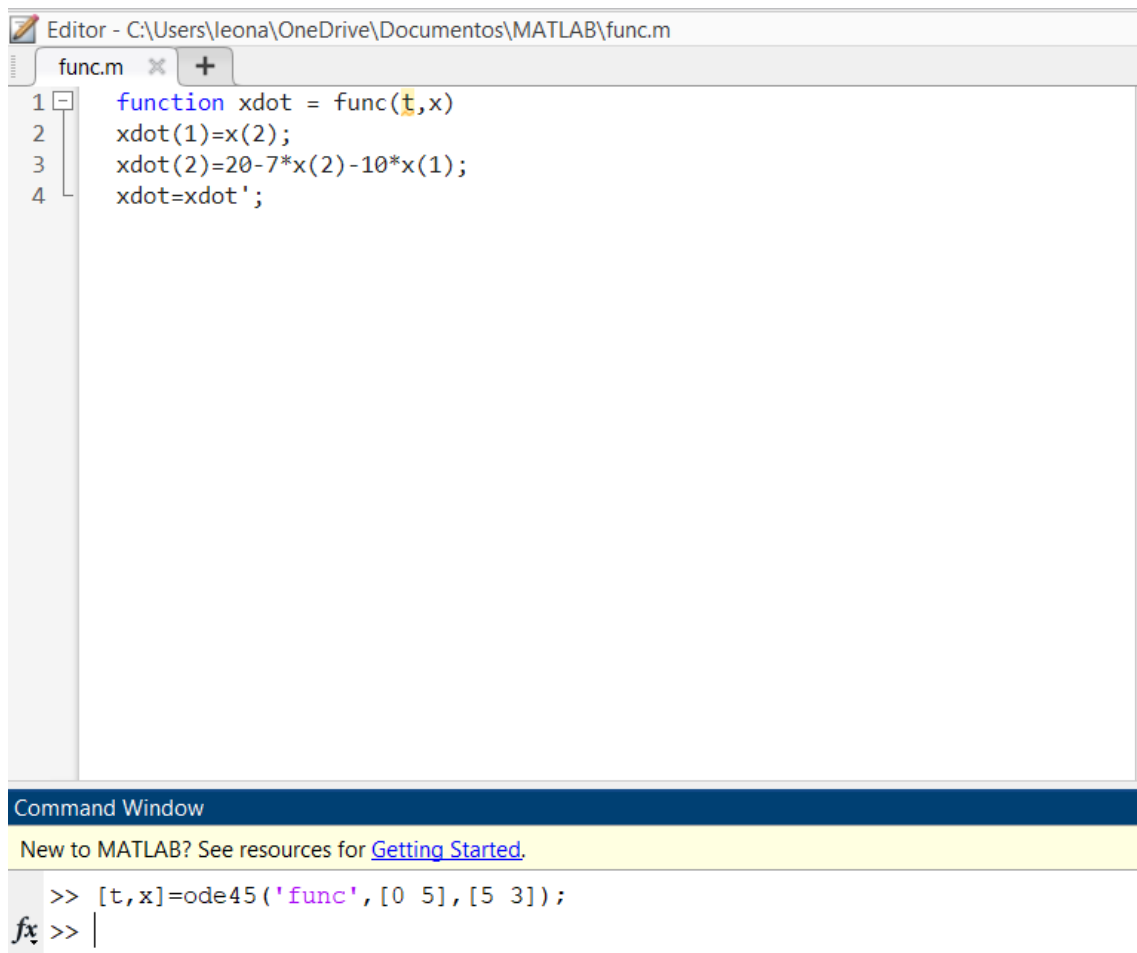 Editor - C:\Users\leona\OneDrive\Documentos\MATLAB\func.m
func.m
1 function xdot = func(t,x)
2 xdot(1)=x(2);
3 xdot(2)=20-7*x(2)-10*x(1);
4 xdot=xdot';
Command Window
New to MATLAB? See resources for Getting Started.
>> [t,x]=ode45('func',[0 5],[5 3]);
fx >>